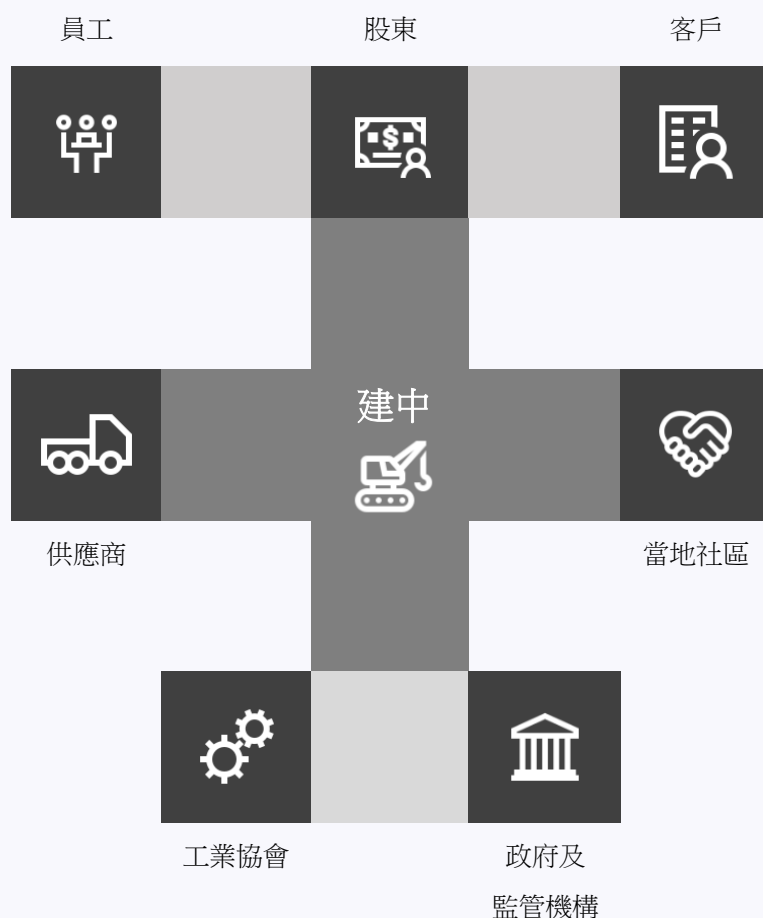 員工
股東
客戶
建中
供應商
當地社區
工業協會
政府及
監管機構